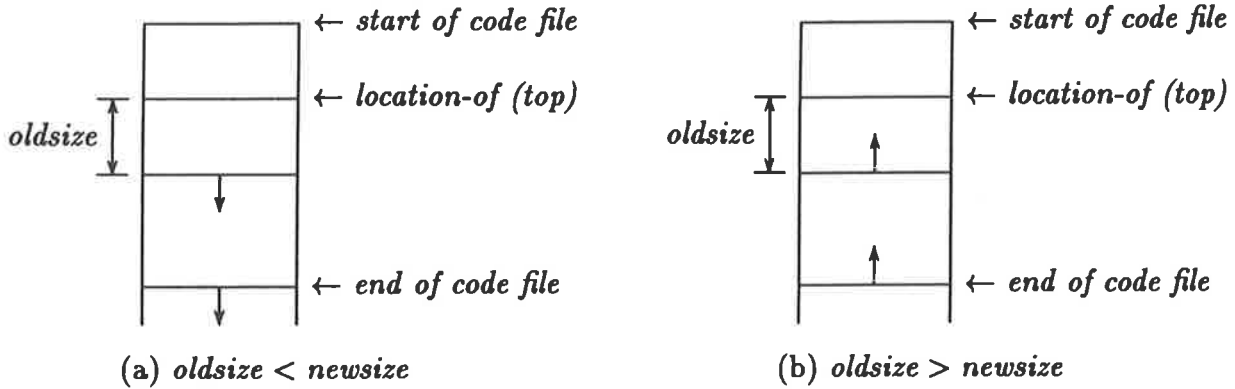 ← start of code file
← location-of (top)
oldsize
← end of code file
(a) oldsize < newsize
← start of code file
← location-of (top)
oldsize
← end of code file
(b) oldsize > newsize